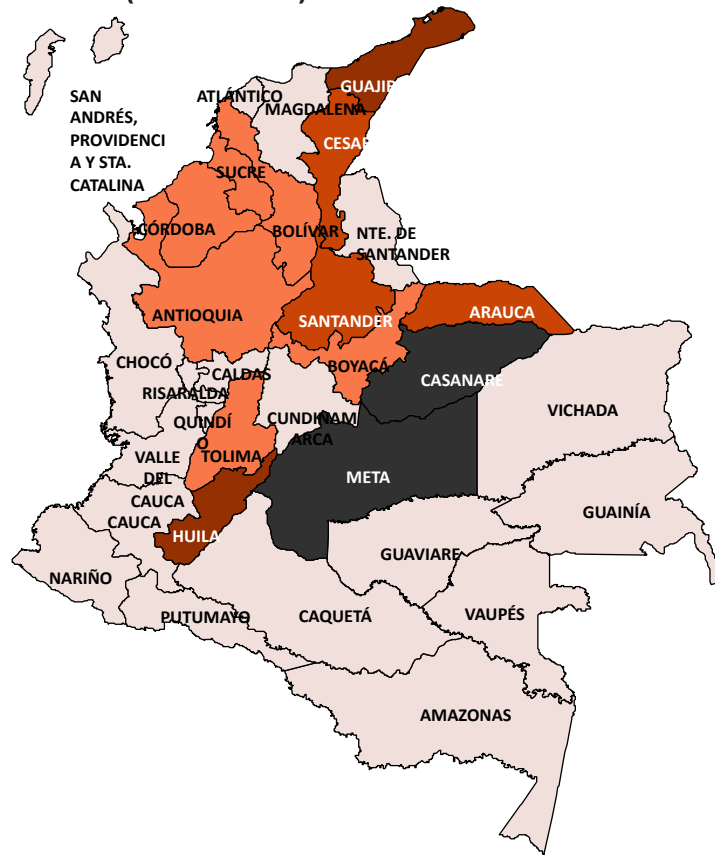 GUAJIR
ATLÁNTICO
MAGDALENA
SAN
ANDRÉS,
PROVIDENCI
A Y STA.
CATALINA
CESAR
SUCRE
CÓRDOBA
BOLÍVAR
NTE. DE
SANTANDER
ANTIOQUIA
SANTANDER
ARAUCA
CHOCÓ
CALDAS
BOYACÁ
CASANARE
RISARALDA
QUINDÍ
O
CUNDINAM
ARCA
VICHADA
VALLE
DEL
CAUCA
TOLIMA
META
CAUCA
HUILA
GUAINÍA
GUAVIARE
NARIÑO
PUTUMAYO
CAQUETÁ
VAUPÉS
AMAZONAS